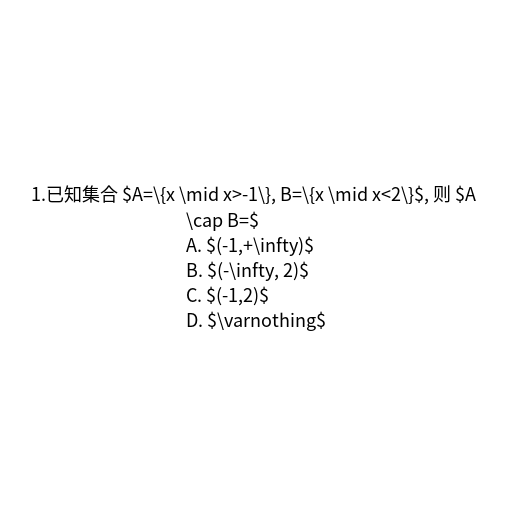 1.已知集合 $A=\{x \mid x>-1\}, B=\{x \mid x<2\}$, 则 $A
\cap B=$
A. $(-1,+\infty)$
B. $(-\infty, 2)$
C. $(-1,2)$
D. $\varnothing$